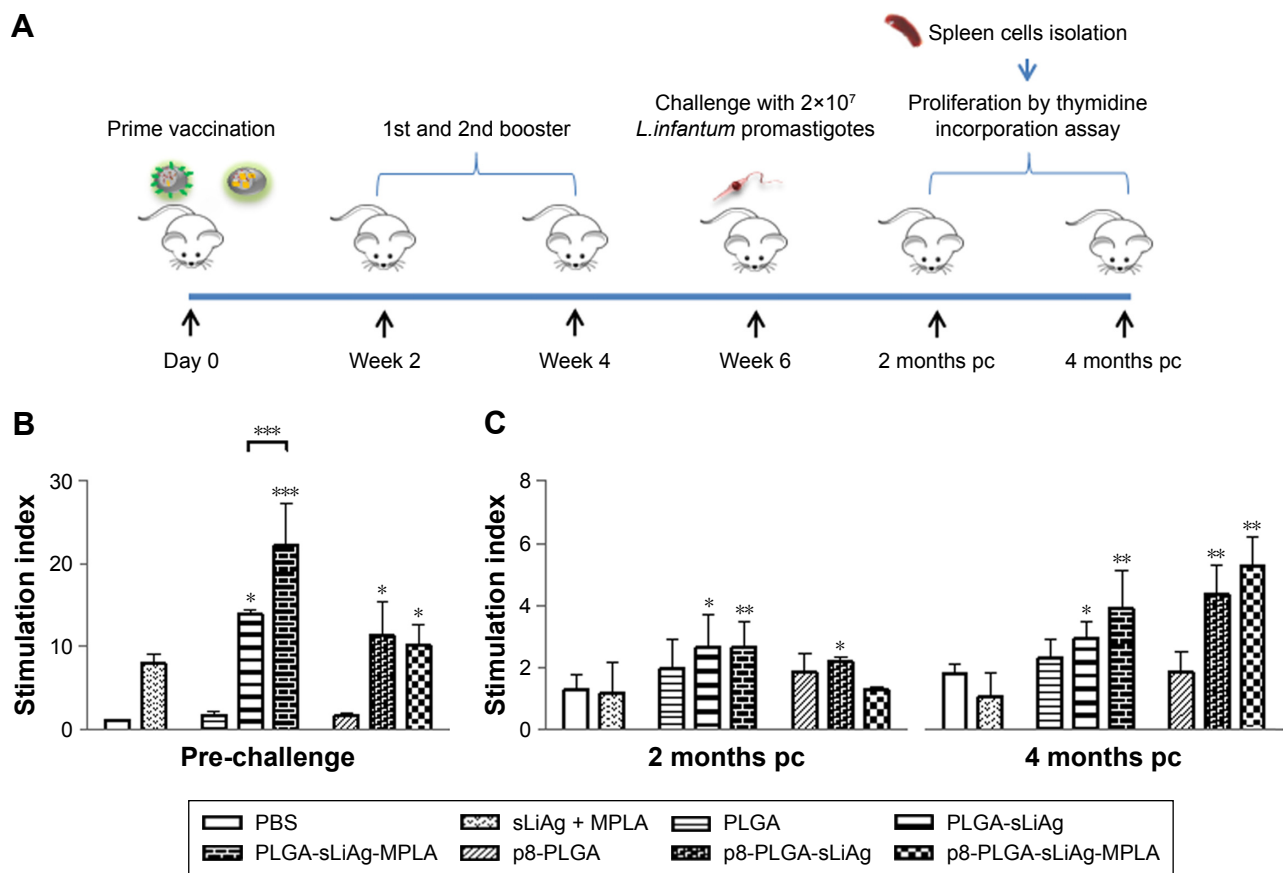 A
Spleen cells isolation
Prime vaccination
1st and 2nd booster
Challenge with 2×10⁷
L.infantum promastigotes
Proliferation by thymidine
incorporation assay
Day 0
Week 2
Week 4
Week 6
2 months pc
4 months pc
B
***
Stimulation index
30
20
10
0
*
***
*
*
Pre-challenge
C
Stimulation index
8
6
4
2
0
*
**
*
2 months pc
*
**
**
**
4 months pc
PBS
sLiAg + MPLA
PLGA
PLGA-sLiAg
PLGA-sLiAg-MPLA
p8-PLGA
p8-PLGA-sLiAg
p8-PLGA-sLiAg-MPLA